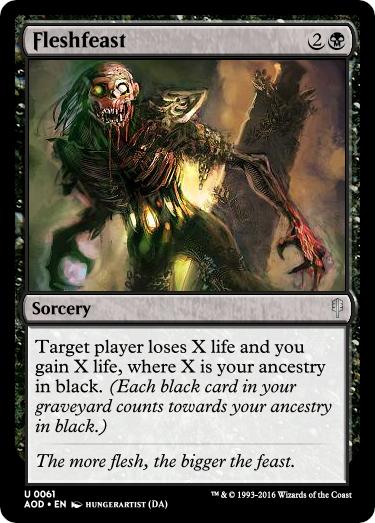 Fleshfeast 2
Sorcery
Target player loses X life and you
gain X life, where X is your ancestry
in black. (Each black card in your
graveyard counts towards your ancestry
in black.)
The more flesh, the bigger the feast.
U 0061
AOD • EN HUNGERARTIST (DA)
™ & © 1993-2016 Wizards of the Coast